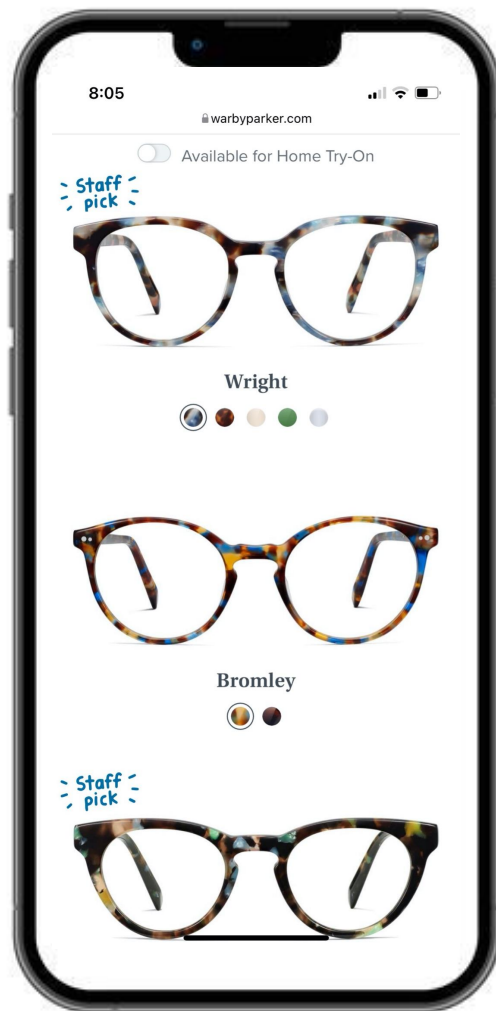 8:05
warbyparker.com
Available for Home Try-On
Staff
pick
Wright
Bromley
Staff
pick